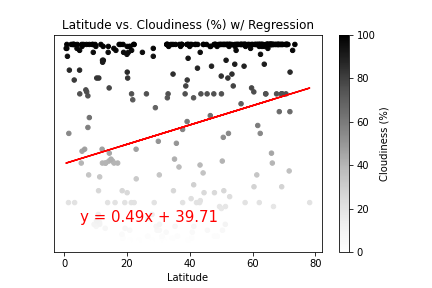 Latitude vs. Cloudiness (%) w/ Regression
100
80
60
40
20
0
Cloudiness (%)
y = 0.49x + 39.71
0
20
40
60
80
Latitude